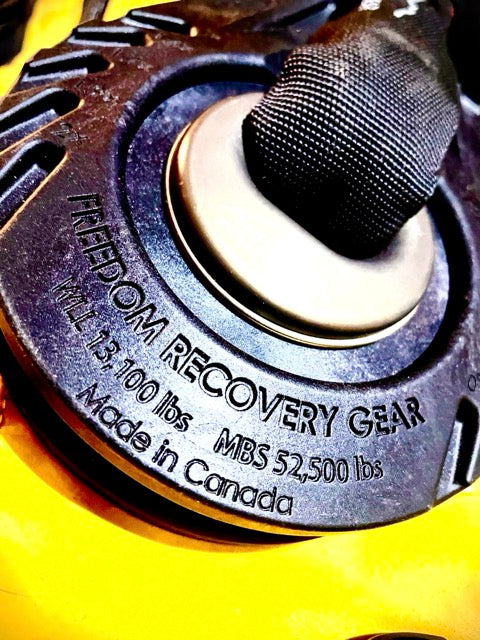 FREEDOM RECOVERY GEAR
WLL 13,100 lbs MBS 52,500 lbs
Made in Canada